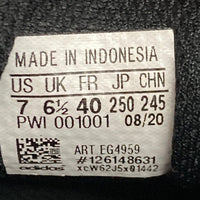 MADE IN INDONESIA
US UK FR JP CHN
7 6½ 40 250 245
PWI 001001 08/20
ART EG4959
#126148631
adidas xcW62J5x01442